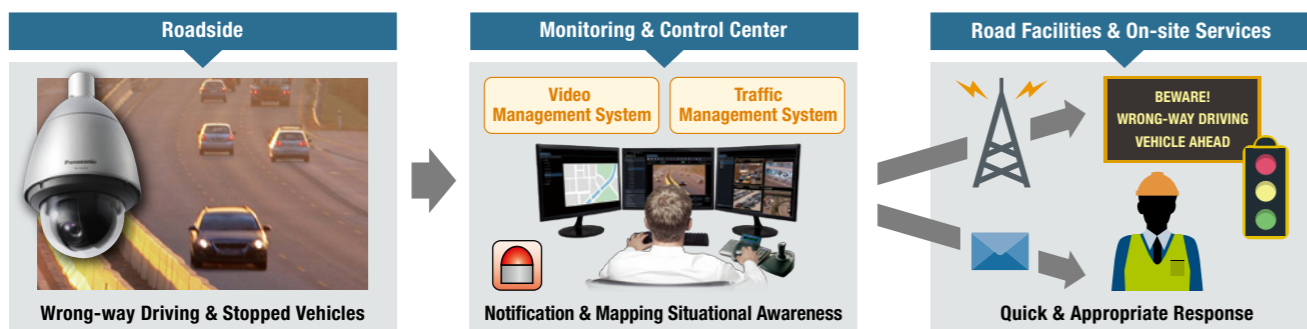 Roadside
Panasonic
Wrong-way Driving & Stopped Vehicles
Monitoring & Control Center
Video
Management System
Traffic
Management System
Notification & Mapping Situational Awareness
Road Facilities & On-site Services
BEWARE!
WRONG-WAY DRIVING
VEHICLE AHEAD
Quick & Appropriate Response